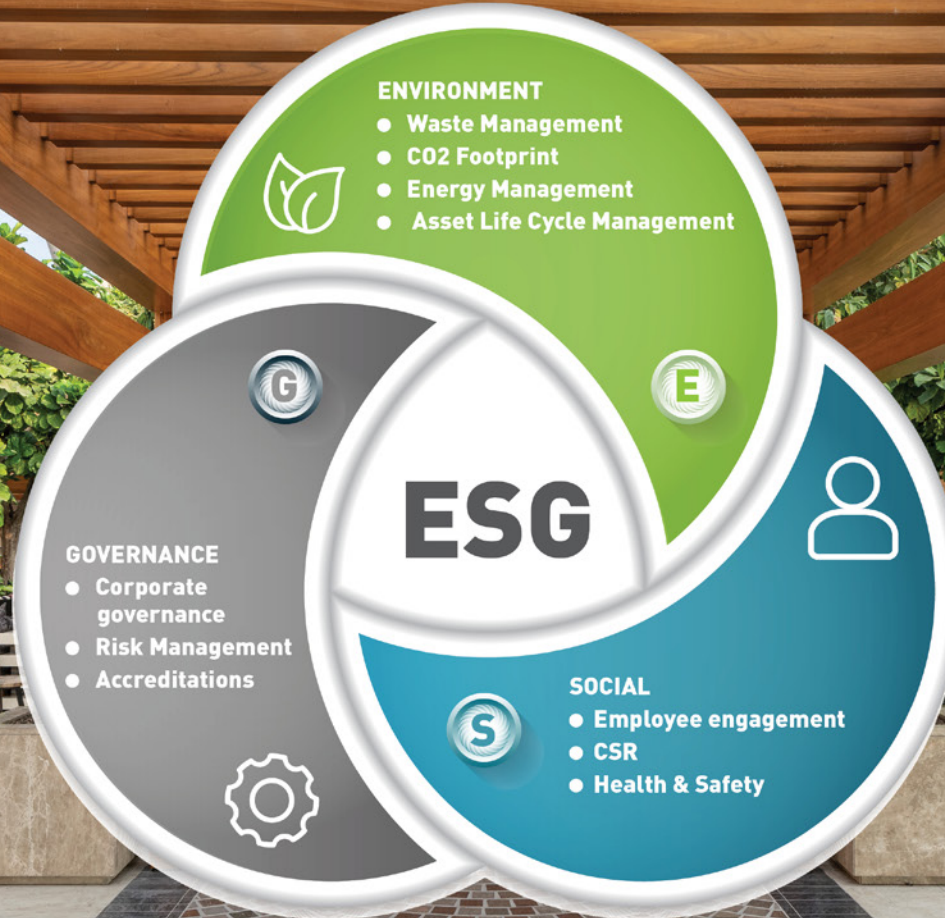 ENVIRONMENT
● Waste Management
● CO2 Footprint
● Energy Management
● Asset Life Cycle Management
E
G
ESG
GOVERNANCE
● Corporate
governance
● Risk Management
● Accreditations
S
SOCIAL
● Employee engagement
● CSR
● Health & Safety